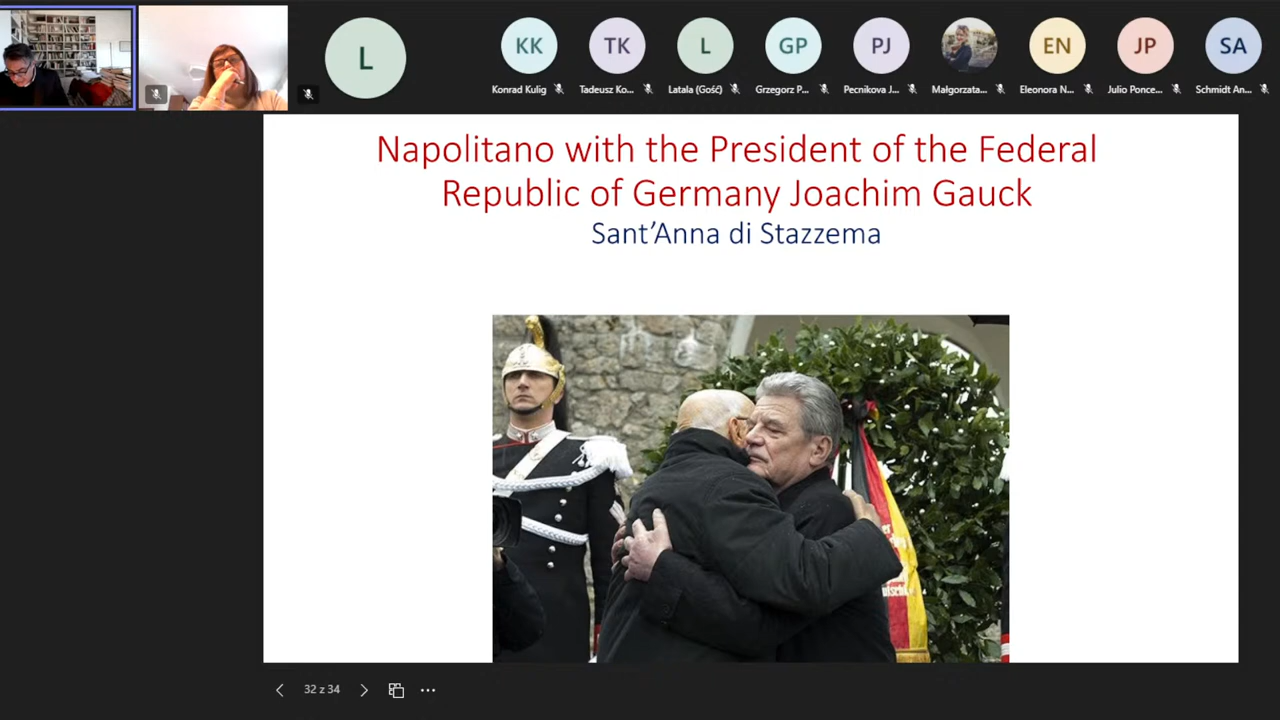 L
KK
TK
L
GP
PJ
EN
JP
SA
Konrad Kulig
Tadeusz Ko...
Latala (Gość)
Grzegorz P...
Pecnikova J...
Małgorzata...
Eleonora N...
Julio Ponce...
Schmidt An...
Napolitano with the President of the Federal
Republic of Germany Joachim Gauck
Sant'Anna di Stazzema
32 z 34